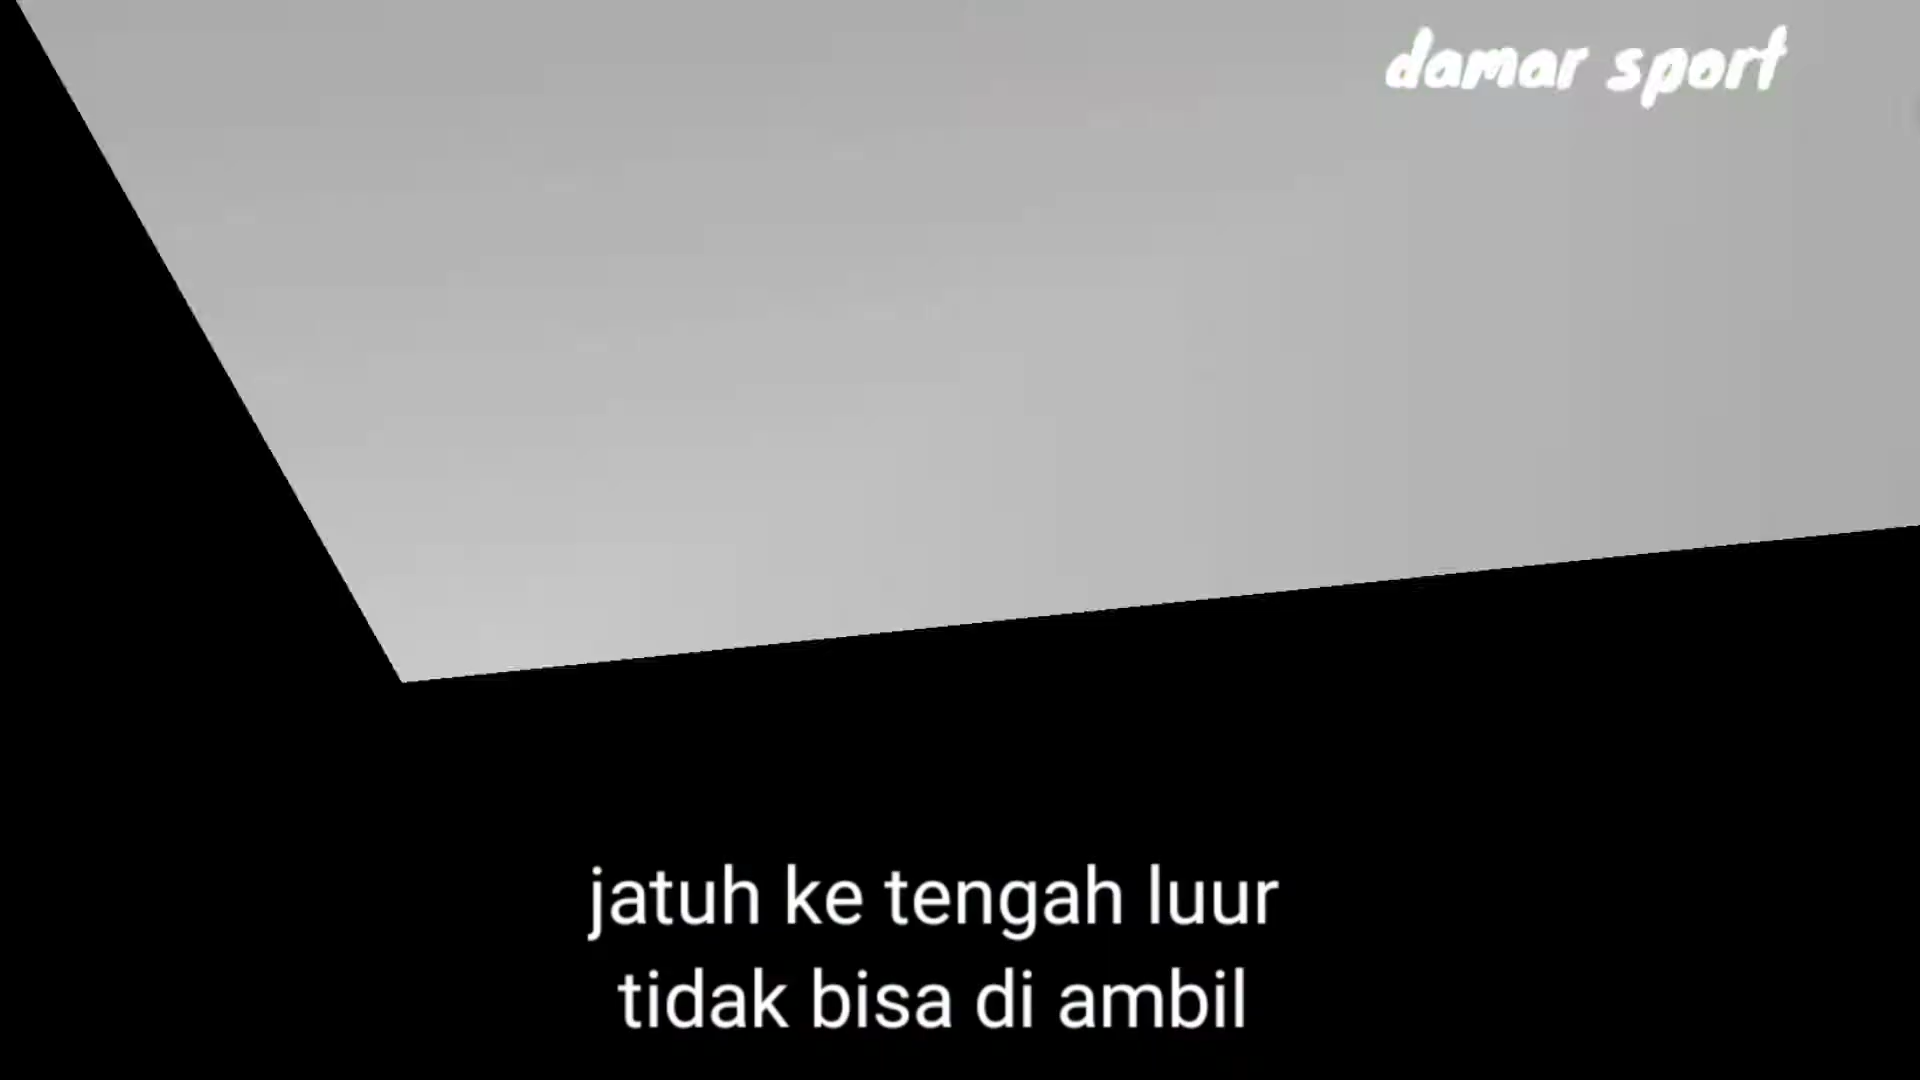 damar sport
jatuh ke tengah luur
tidak bisa di ambil